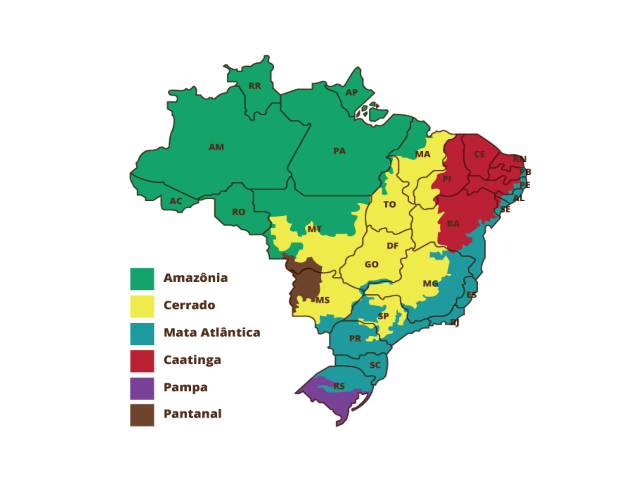 RR
AP
AM
PA
MA
CE
RN
PB
PE
AL
SE
PI
AC
RO
TO
BA
MT
DF
GO
MG
MS
ES
SP
RJ
PR
SC
RS
Amazônia
Cerrado
Mata Atlântica
Caatinga
Pampa
Pantanal